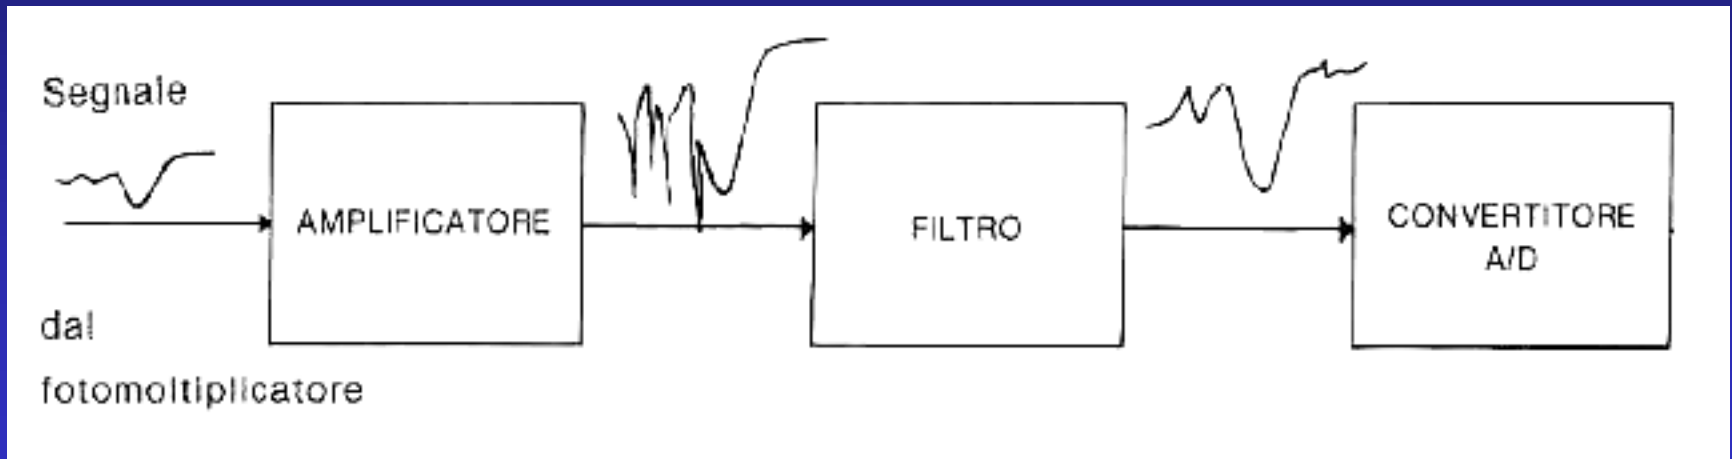 Segnale
dal
fotomoltiplicatore
AMPLIFICATORE
FILTRO
CONVERTITORE
A/D